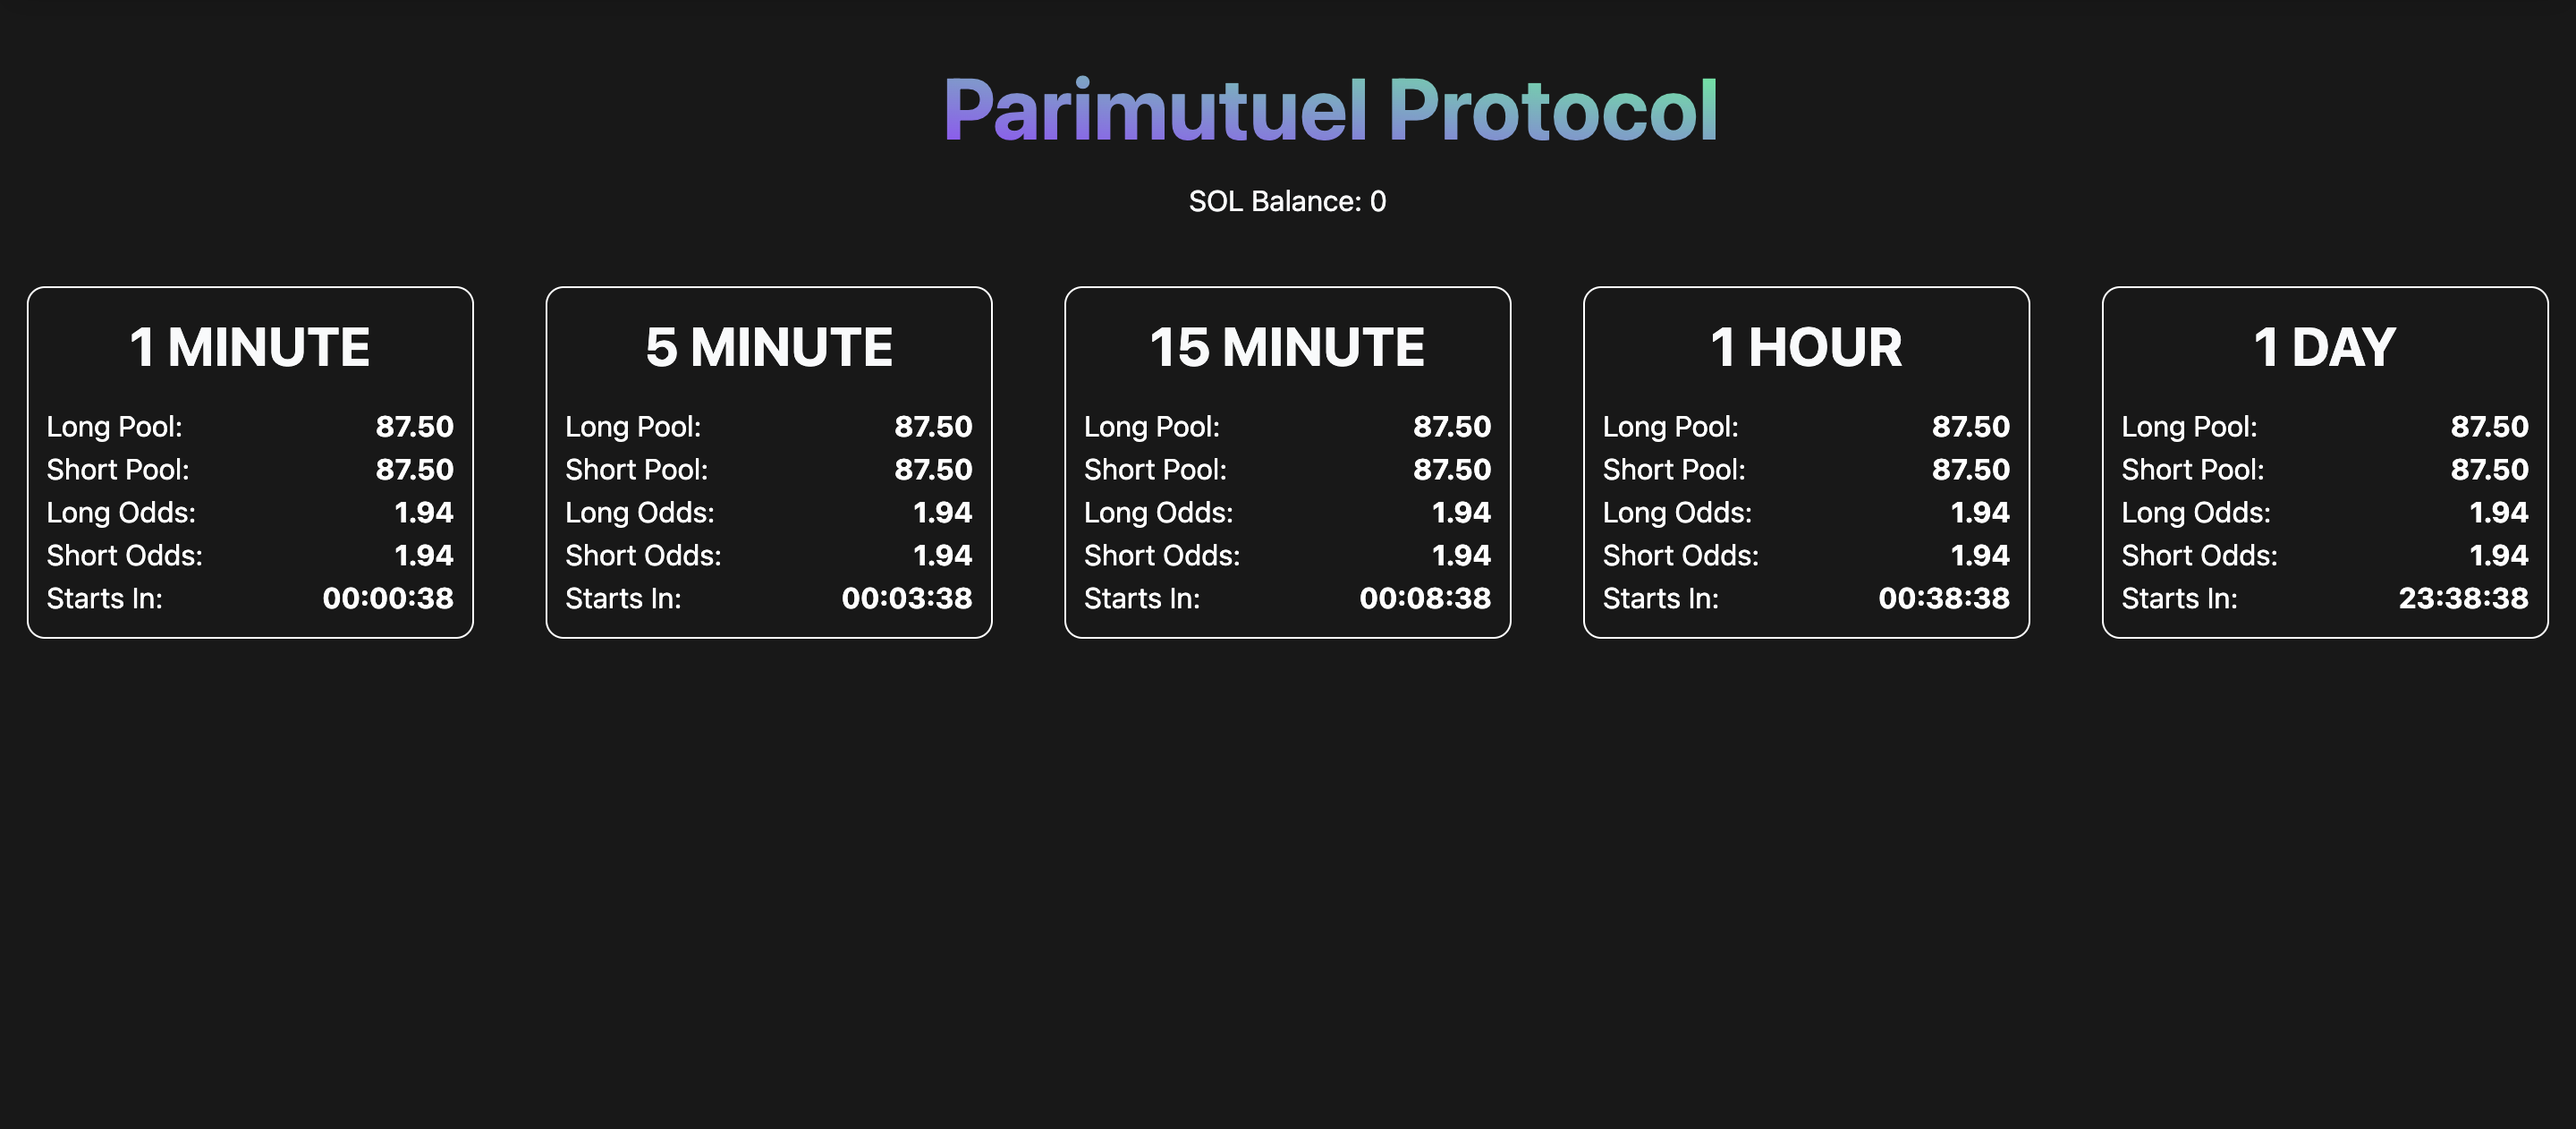 Parimutuel Protocol
SOL Balance: 0
1 MINUTE
Long Pool: 87.50
Short Pool: 87.50
Long Odds: 1.94
Short Odds: 1.94
Starts In: 00:00:38
5 MINUTE
Long Pool: 87.50
Short Pool: 87.50
Long Odds: 1.94
Short Odds: 1.94
Starts In: 00:03:38
15 MINUTE
Long Pool: 87.50
Short Pool: 87.50
Long Odds: 1.94
Short Odds: 1.94
Starts In: 00:08:38
1 HOUR
Long Pool: 87.50
Short Pool: 87.50
Long Odds: 1.94
Short Odds: 1.94
Starts In: 00:38:38
1 DAY
Long Pool: 87.50
Short Pool: 87.50
Long Odds: 1.94
Short Odds: 1.94
Starts In: 23:38:38